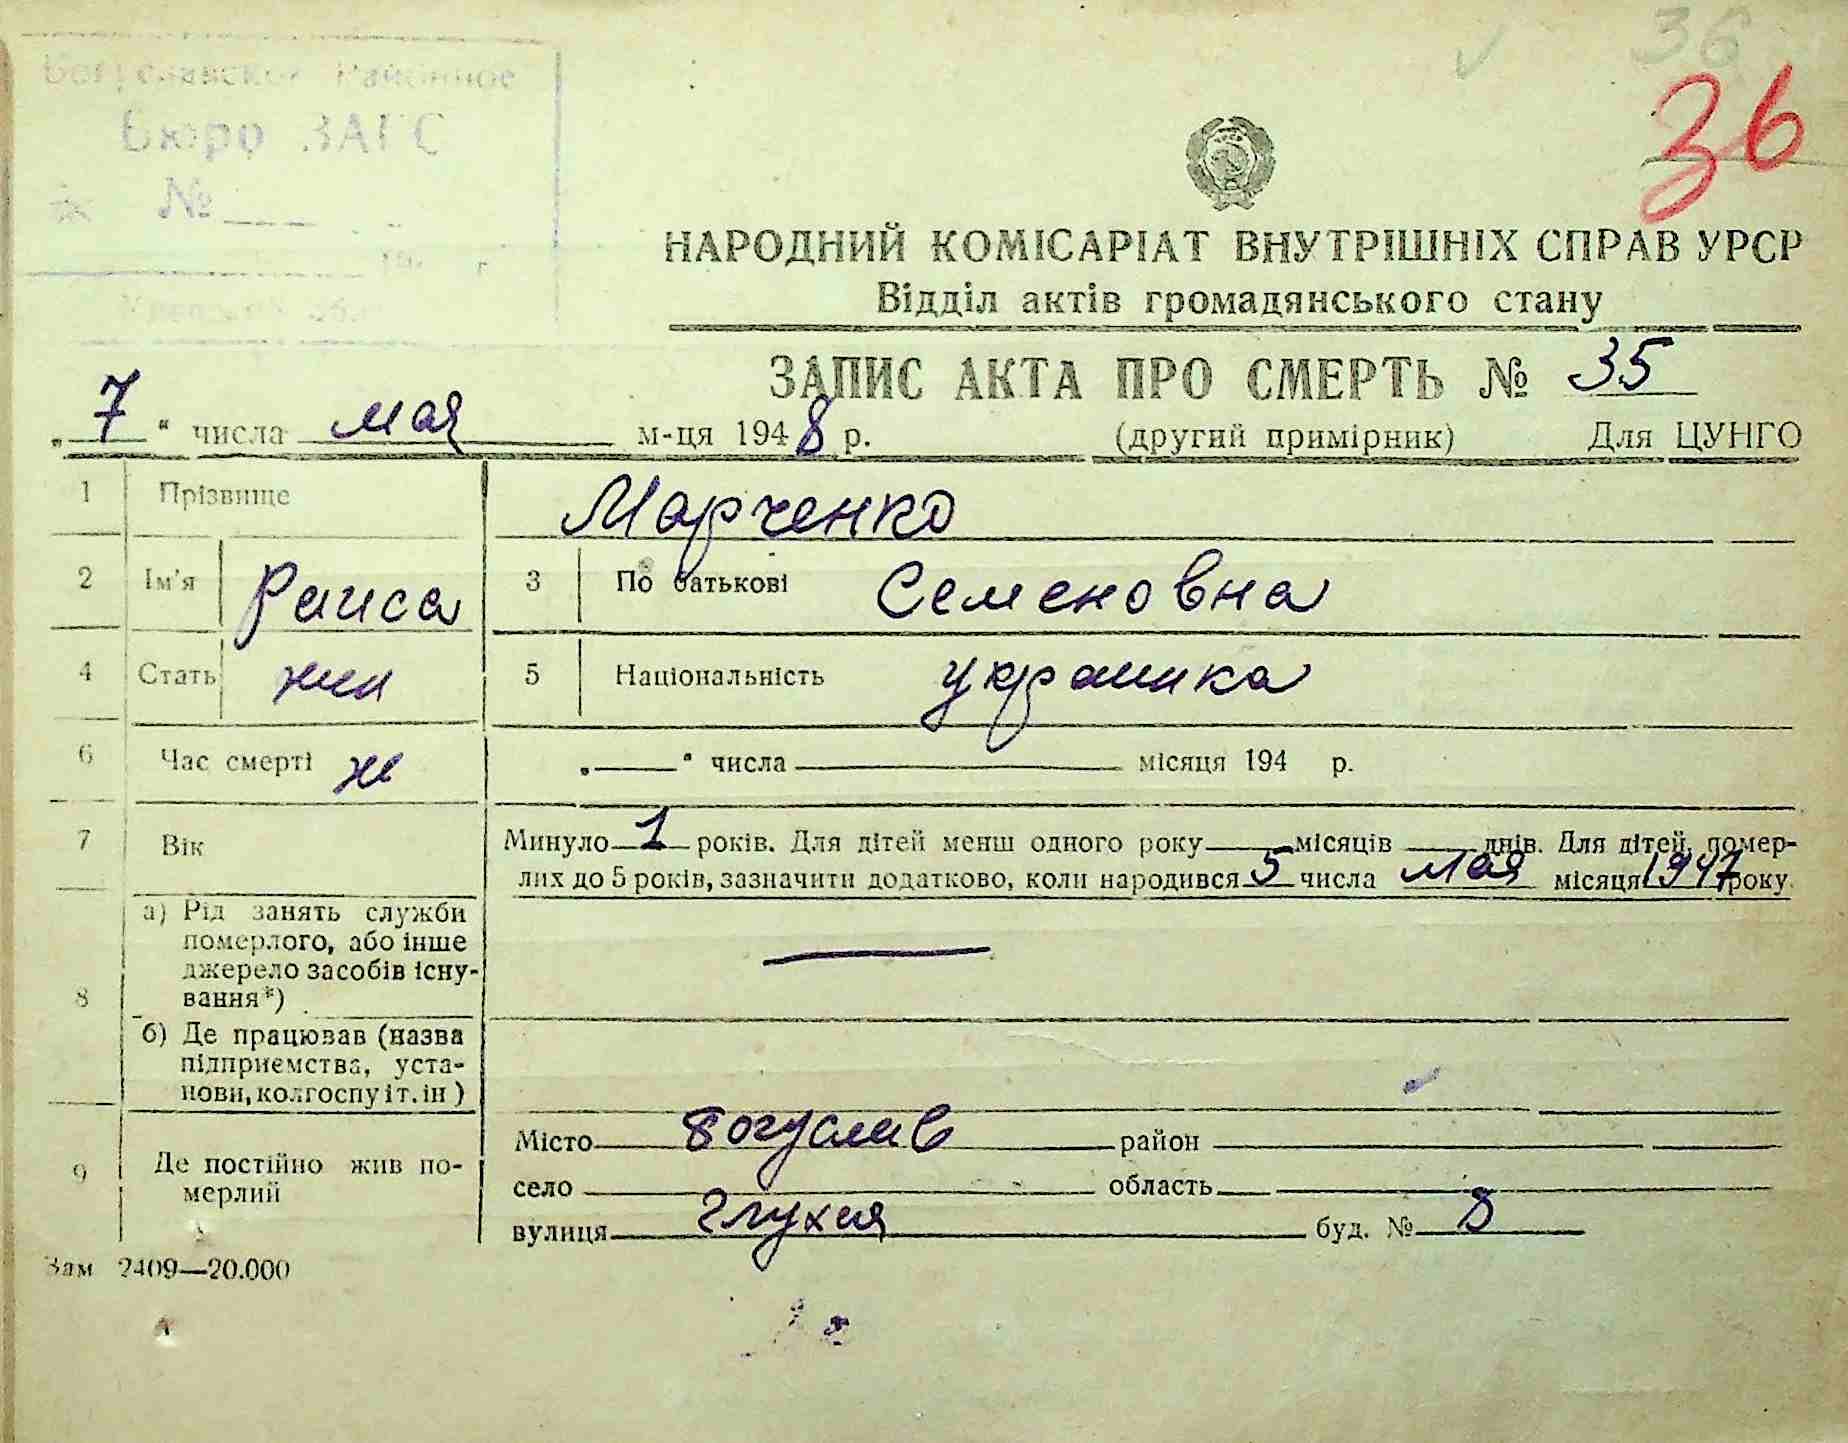 36
36
Богуславское Районное
Бюро ЗАГС
№
НАРОДНИЙ КОМІСАРІАТ ВНУТРІШНІХ СПРАВ УРСР
Відділ актів громадянського стану
ЗАПИС АКТА ПРО СМЕРТЬ № 35
„7“ числа мая м-ця 1948 р. (другий примірник) Для ЦУНГО
1 Прізвище Марченко
2 Ім'я Раиса 3 По батькові Семеновна
4 Стать жен 5 Національність украинка
6 Час смерті „ “ числа місяця 194 р.
7 Вік Минуло 1 років. Для дітей менш одного року місяців днів. Для дітей, помер-
лих до 5 років, зазначити додатково, коли народився 5 числа мая місяця 1947 року.
8 а) Рід занять служби
померлого, або інше
джерело засобів існу-
вання*)
б) Де працював (назва
підприємства, уста-
нови, колгоспу і т. ін)
9 Де постійно жив по-
мерлий
Місто Богуслав район
село область
вулиця Глухая буд. № 8
Зам 2409—20.000